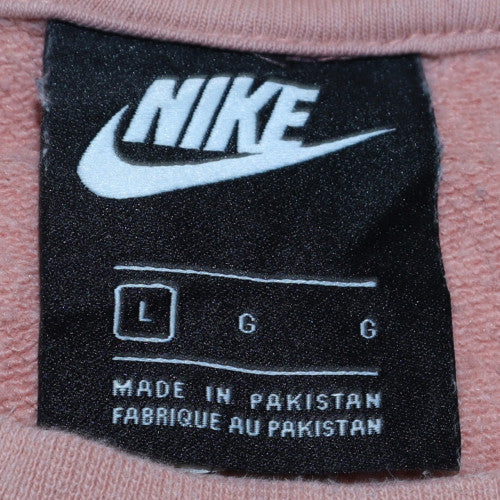 NIKE
L G G
MADE IN PAKISTAN
FABRIQUE AU PAKISTAN